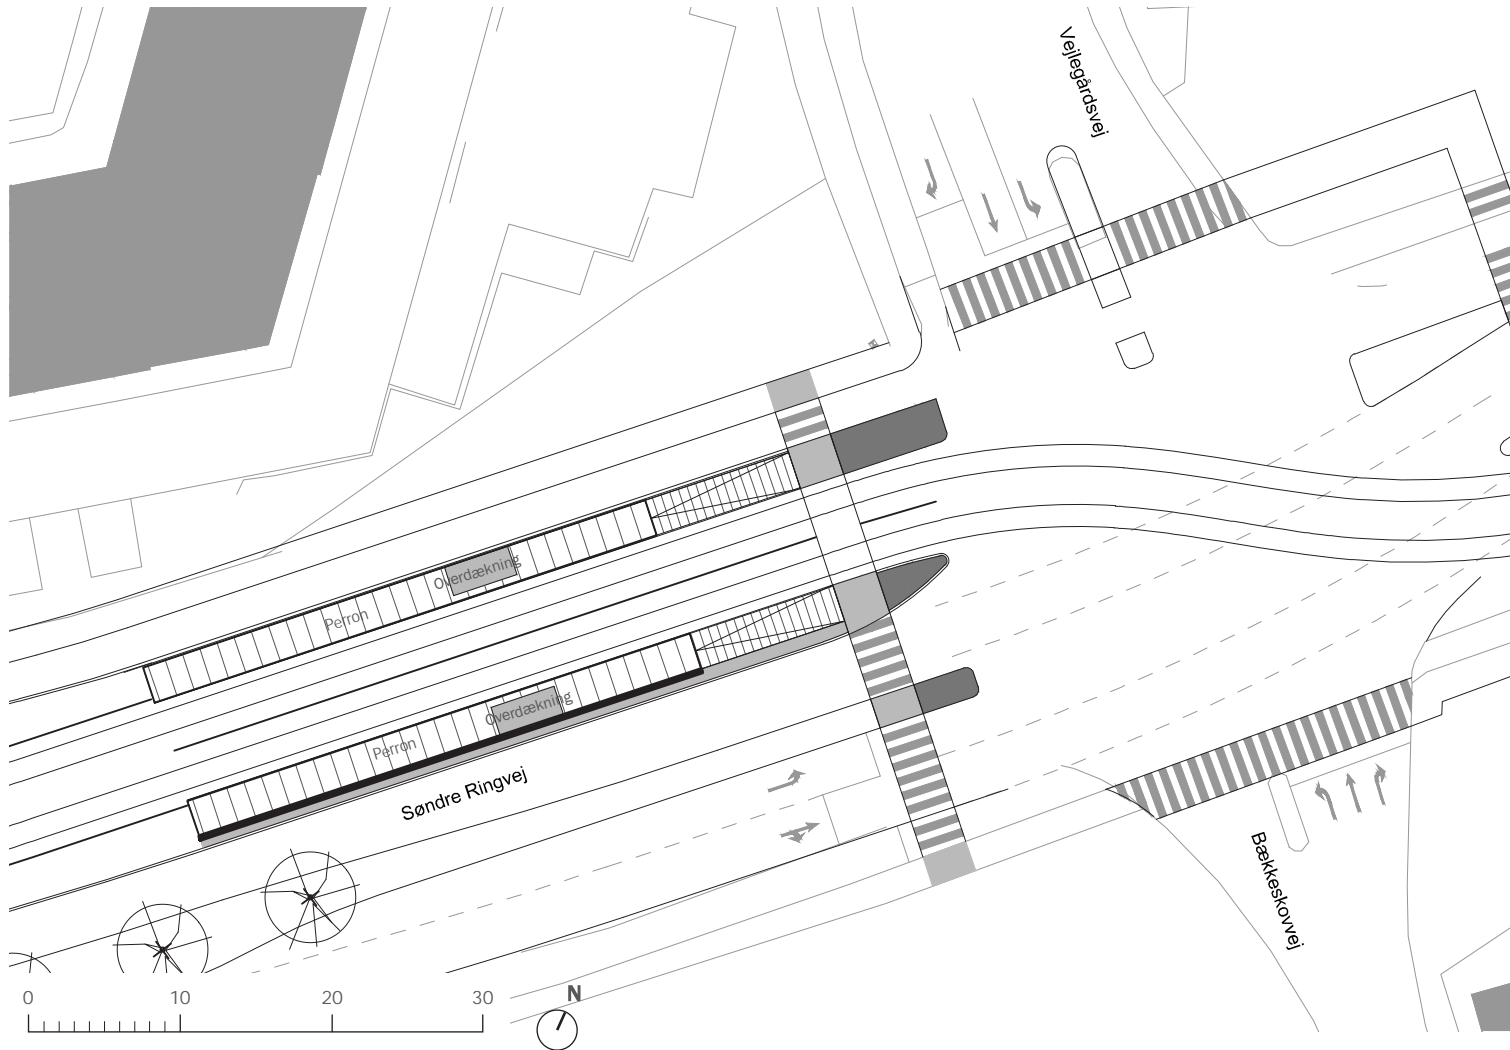 Vejlegårdsvej
Overdækning
Perron
Overdækning
Perron
Søndre Ringvej
Bækkeskovvej
0 10 20 30
N